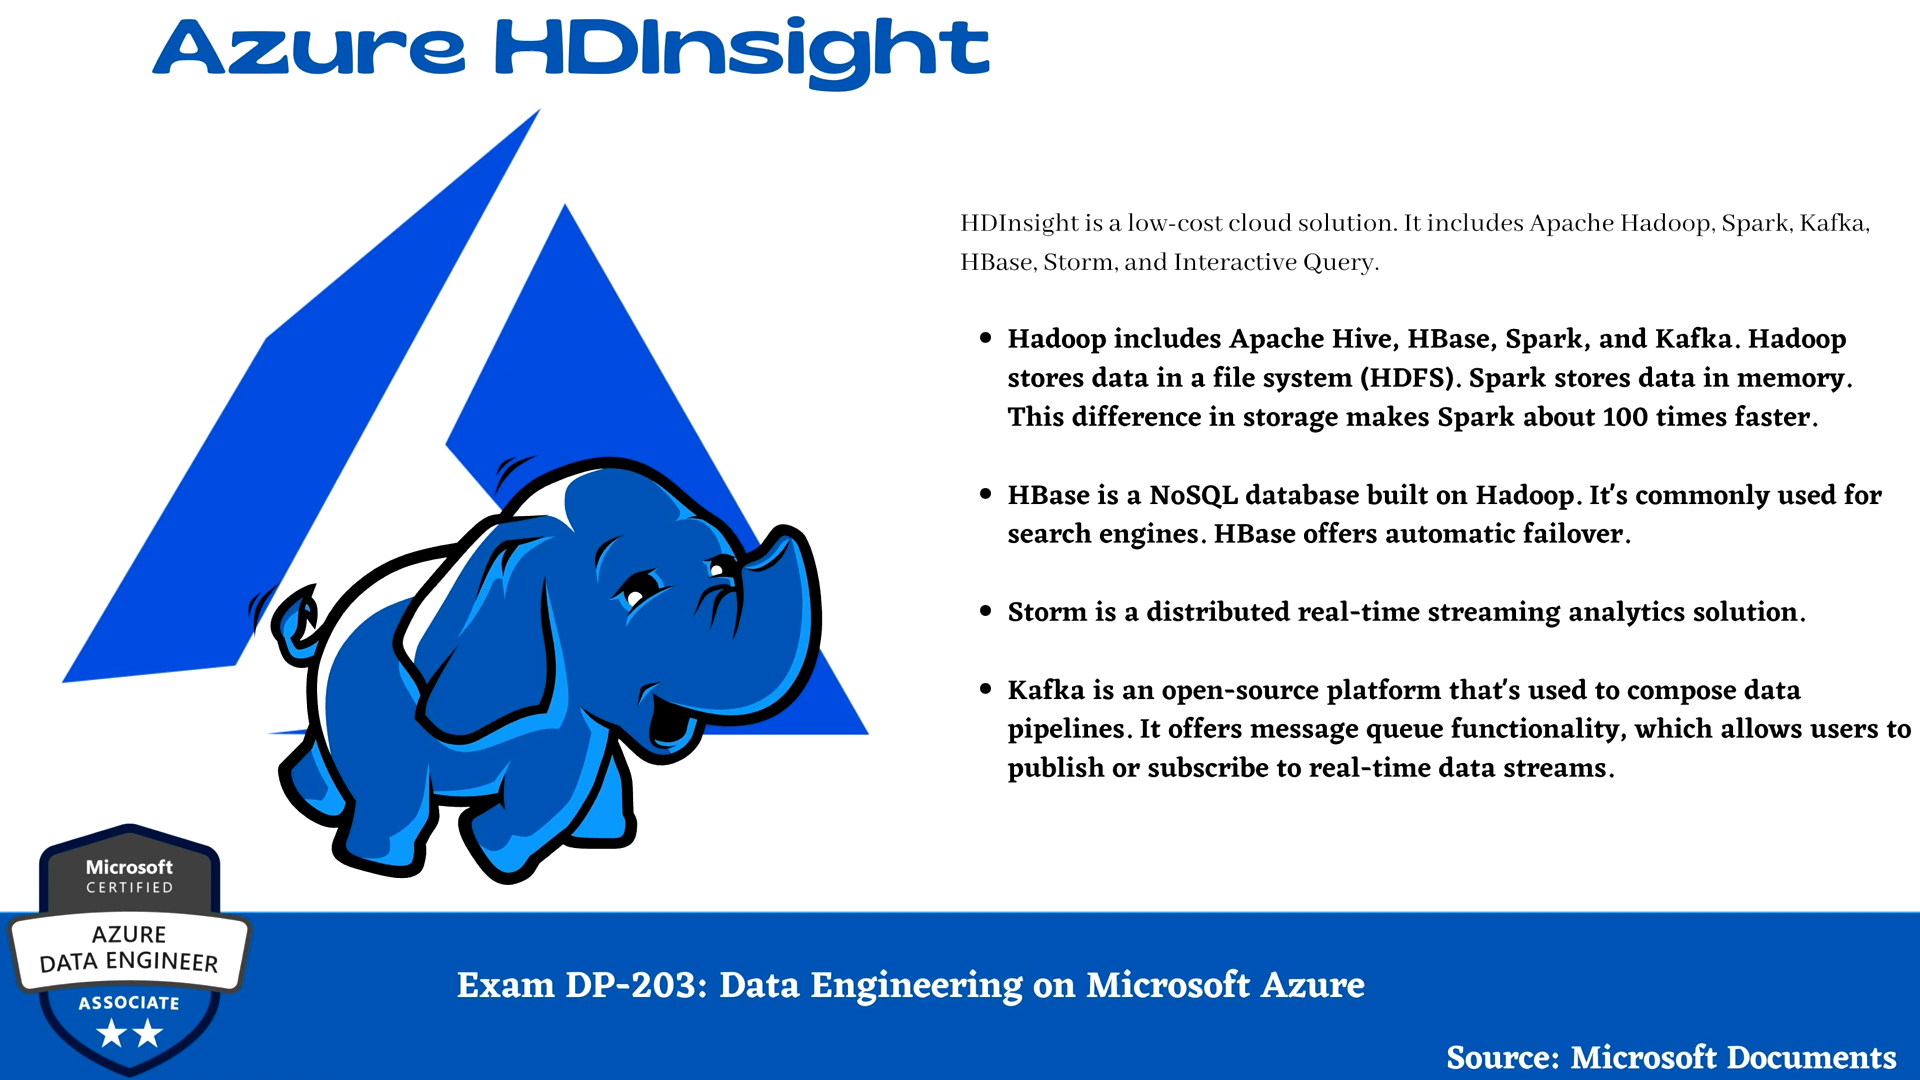 Azure HDInsight
HDInsight is a low-cost cloud solution. It includes Apache Hadoop, Spark, Kafka,
HBase, Storm, and Interactive Query.
• Hadoop includes Apache Hive, HBase, Spark, and Kafka. Hadoop
stores data in a file system (HDFS). Spark stores data in memory.
This difference in storage makes Spark about 100 times faster.
• HBase is a NoSQL database built on Hadoop. It's commonly used for
search engines. HBase offers automatic failover.
• Storm is a distributed real-time streaming analytics solution.
• Kafka is an open-source platform that's used to compose data
pipelines. It offers message queue functionality, which allows users to
publish or subscribe to real-time data streams.
Microsoft
CERTIFIED
AZURE
DATA ENGINEER
ASSOCIATE
Exam DP-203: Data Engineering on Microsoft Azure
Source: Microsoft Documents